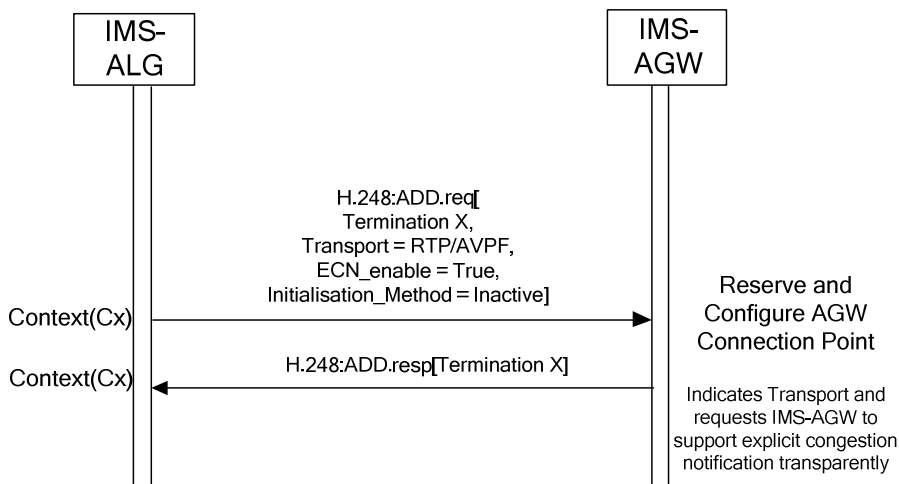 IMS-
ALG
IMS-
AGW
H.248:ADD.req[
Termination X,
Transport = RTP/AVPF,
ECN_enable = True,
Initialisation_Method = Inactive]
Context(Cx)
Reserve and
Configure AGW
Connection Point
H.248:ADD.resp[Termination X]
Context(Cx)
Indicates Transport and
requests IMS-AGW to
support explicit congestion
notification transparently